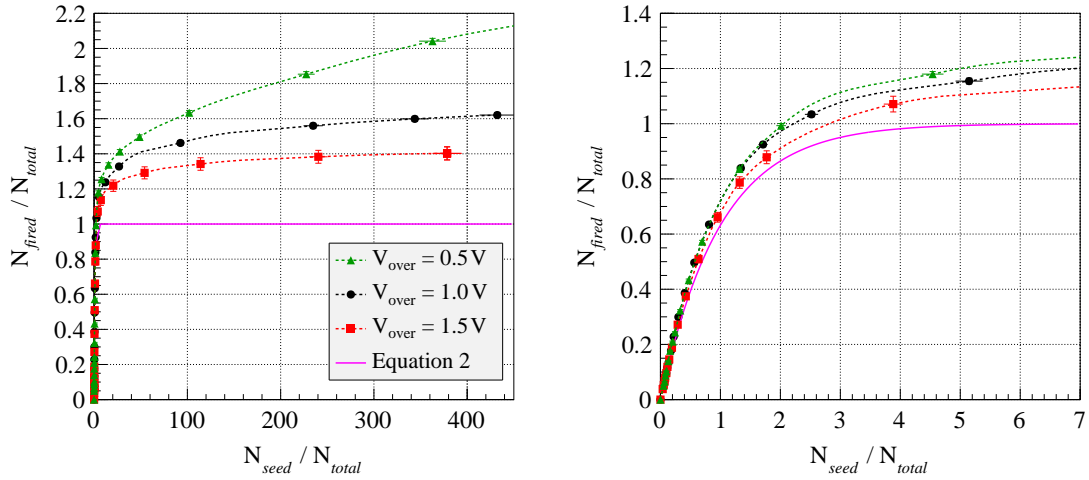 2.2
2
1.8
1.6
1.4
1.2
1
0.8
0.6
0.4
0.2
0
0 100 200 300 400
N_fired / N_total
N_seed / N_total
V_over = 0.5 V
V_over = 1.0 V
V_over = 1.5 V
Equation 2
1.4
1.2
1
0.8
0.6
0.4
0.2
0
0 1 2 3 4 5 6 7
N_fired / N_total
N_seed / N_total